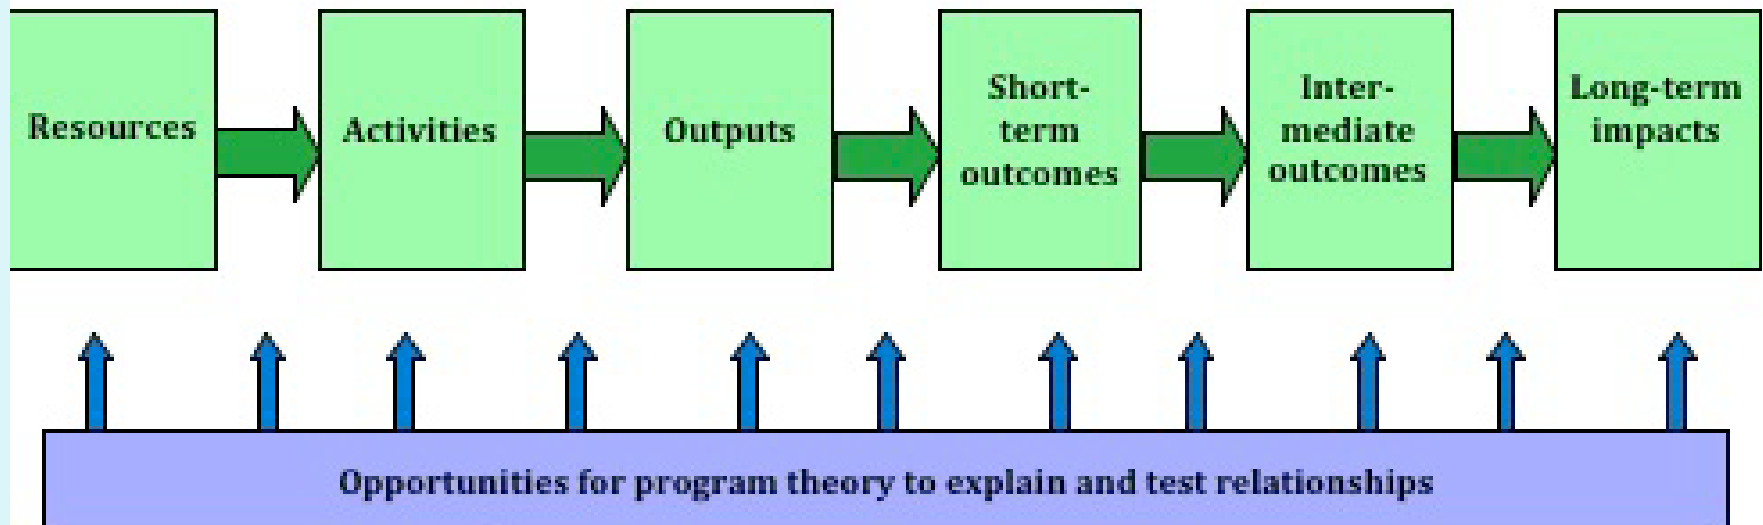 Resources
Activities
Outputs
Short-
term
outcomes
Inter-
mediate
outcomes
Long-term
impacts
Opportunities for program theory to explain and test relationships